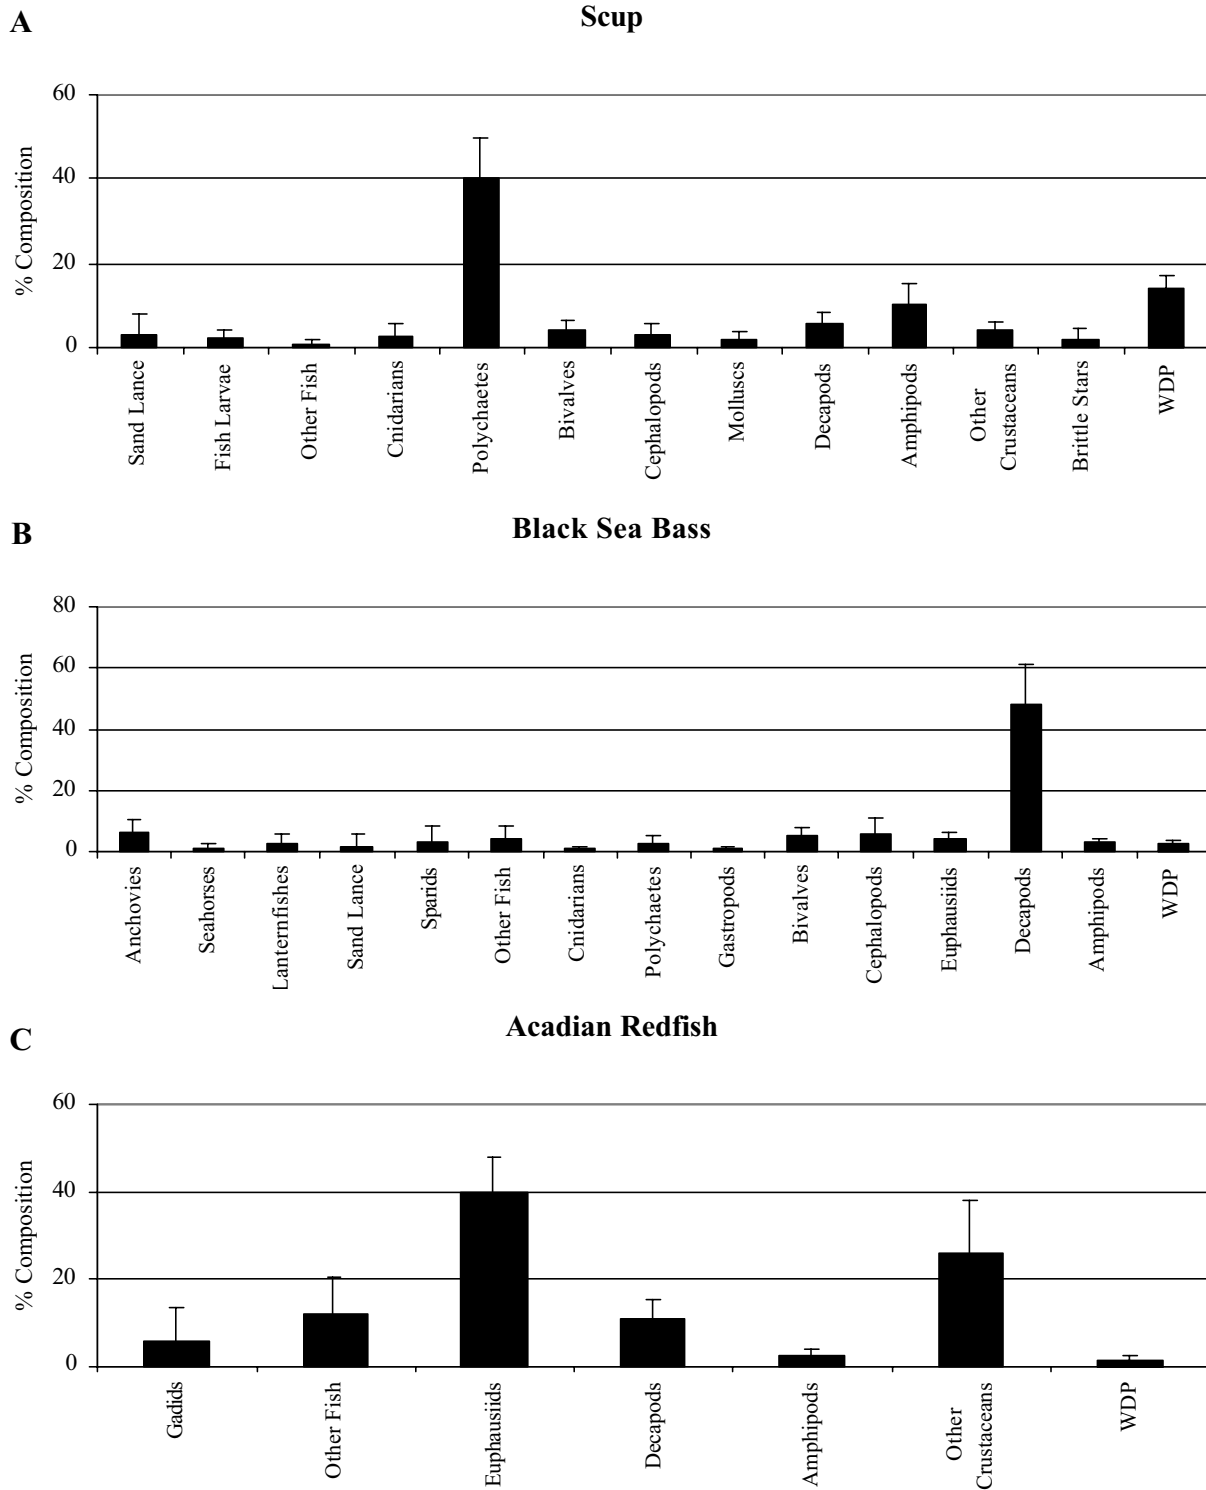 A
Scup
% Composition
60
40
20
0
Sand Lance
Fish Larvae
Other Fish
Cnidarians
Polychaetes
Bivalves
Cephalopods
Molluscs
Decapods
Amphipods
Other
Crustaceans
Brittle Stars
WDP
B
Black Sea Bass
% Composition
80
60
40
20
0
Anchovies
Seahorses
Lanternfishes
Sand Lance
Sparids
Other Fish
Cnidarians
Polychaetes
Gastropods
Bivalves
Cephalopods
Euphausiids
Decapods
Amphipods
WDP
C
Acadian Redfish
% Composition
60
40
20
0
Gadids
Other Fish
Euphausiids
Decapods
Amphipods
Other
Crustaceans
WDP